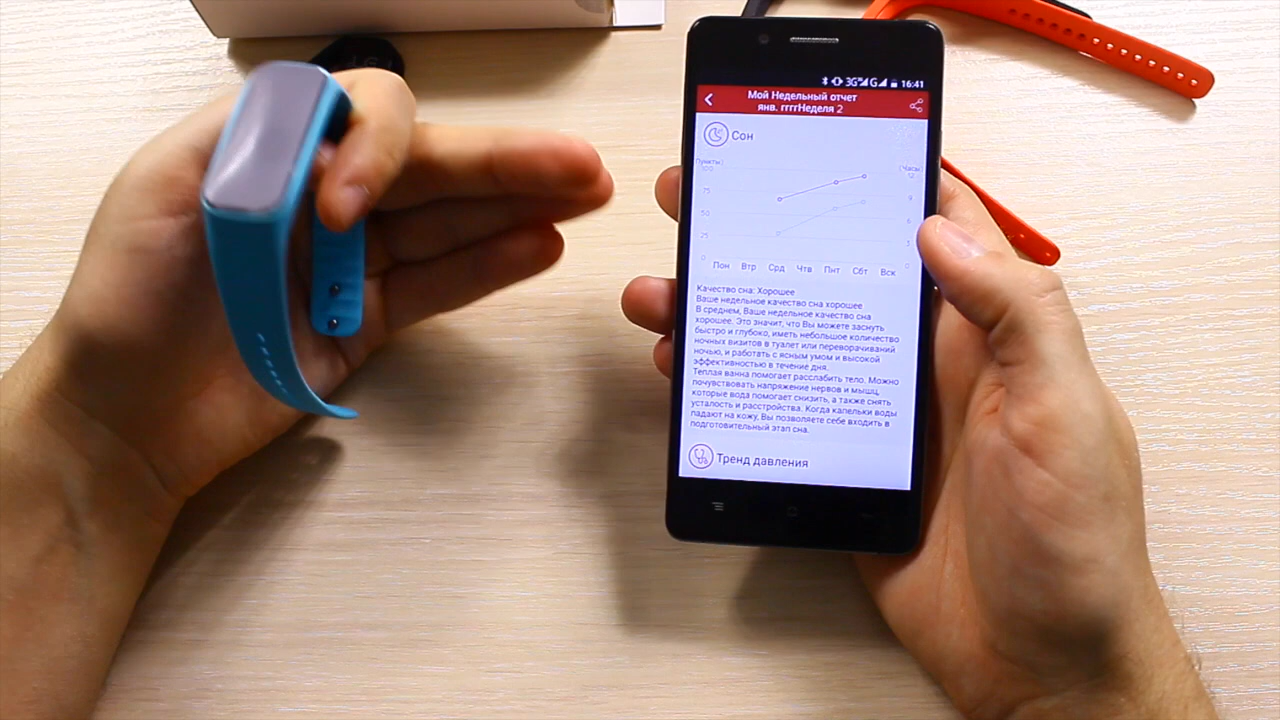 3G G 16:41
Мой Недельный отчет
янв. ггггНеделя 2
Сон
(Пункты) (Часы)
100 12
75 9
50 6
25 3
0 0
Пон Втр Срд Чтв Пнт Сбт Вск
Качество сна: Хорошее
Ваше недельное качество сна хорошее
В среднем, Ваше недельное качество сна
хорошее. Это значит, что Вы можете заснуть
быстро и глубоко, иметь небольшое количество
ночных визитов в туалет или переворачиваний
ночью, и работать с ясным умом и высокой
эффективностью в течение дня.
Теплая ванна помогает расслабить тело. Можно
почувствовать напряжение нервов и мышц,
которые вода помогает снизить, а также снять
усталость и расстройства. Когда капельки воды
падают на кожу, Вы позволяете себе входить в
подготовительный этап сна.
Тренд давления